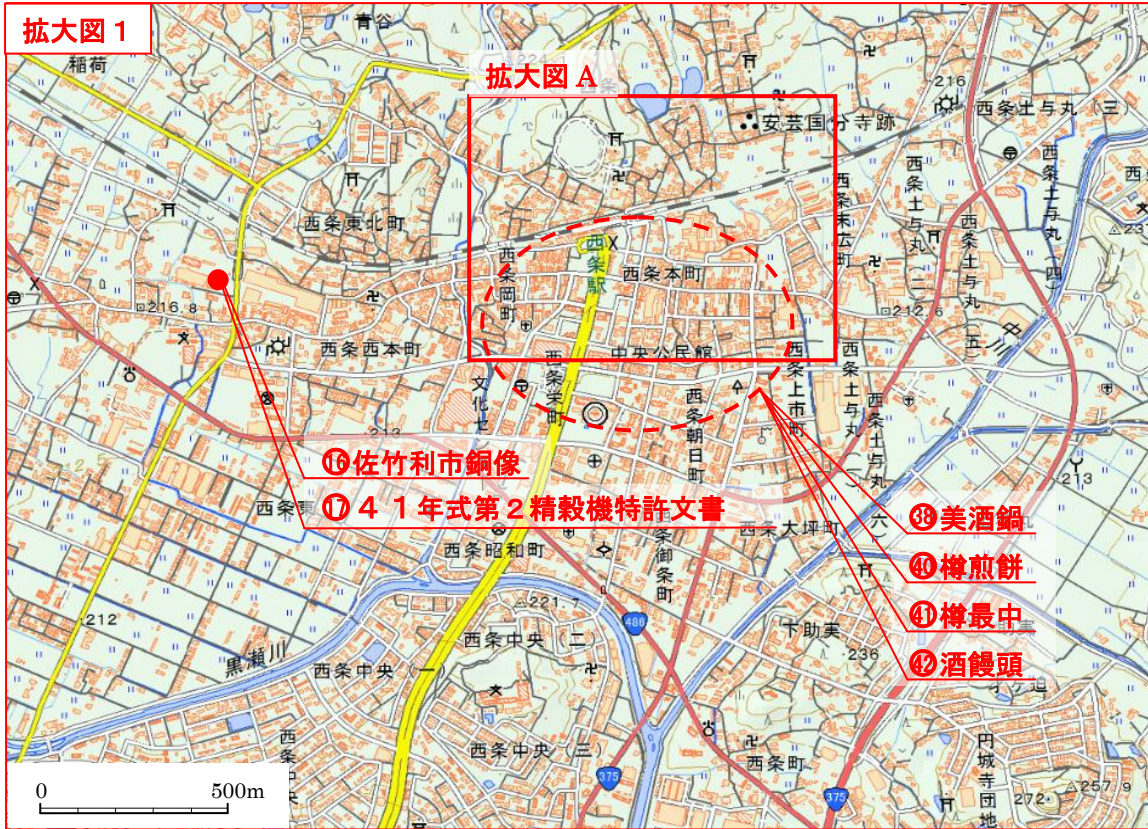 拡大図1
拡大図A
青谷
稲荷
西条
216
西条土与丸(三)
安芸国分寺跡
西条東北町
西条岡町
西条駅
西条本町
西条末広町
西条土与丸(二)
西条土与丸(五)
西条土与丸(四)
216.8
212.6
西条西本町
中央公民館
文化セ
西条栄町
西条朝日町
西条上市町
西条土与丸
西条土与丸(六)
213
213
⑯佐竹利市銅像
⑰41年式第2精穀機特許文書
㊴美酒鍋
㊵樽煎餅
㊶樽最中
㊷酒饅頭
西条昭和町
西条御条町
西条大坪町
221.7
212
486
下助実
236
黒瀬川
西条中央(一)
西条中央(二)
西条中央(三)
西条町
円城寺団地
375
375
272
257.9
0 500m